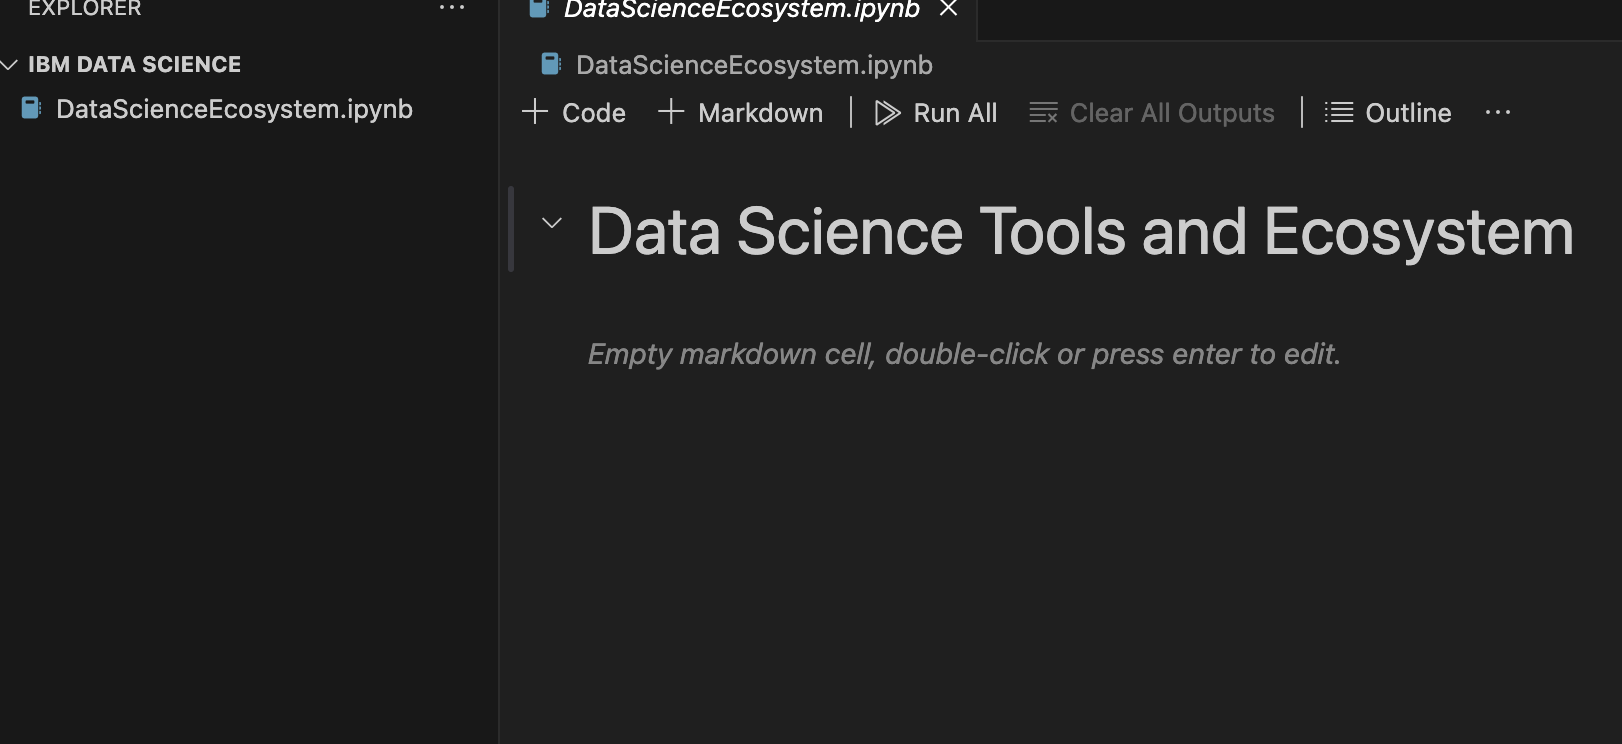 EXPLORER
IBM DATA SCIENCE
DataScienceEcosystem.ipynb
DataScienceEcosystem.ipynb
DataScienceEcosystem.ipynb
Code Markdown Run All Clear All Outputs Outline
Data Science Tools and Ecosystem
Empty markdown cell, double-click or press enter to edit.